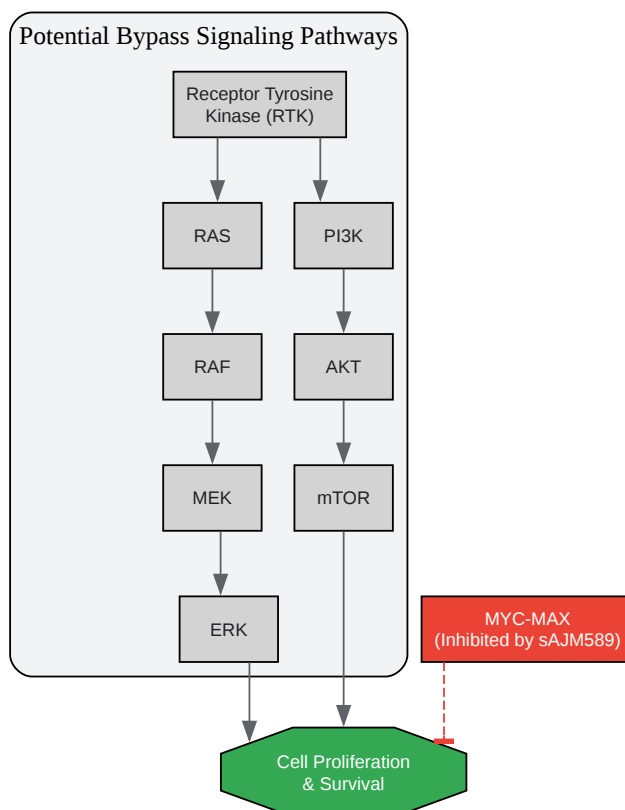 Potential Bypass Signaling Pathways
Receptor Tyrosine
Kinase (RTK)
RAS
PI3K
RAF
AKT
MEK
mTOR
ERK
MYC-MAX
(Inhibited by sAJM589)
Cell Proliferation
& Survival